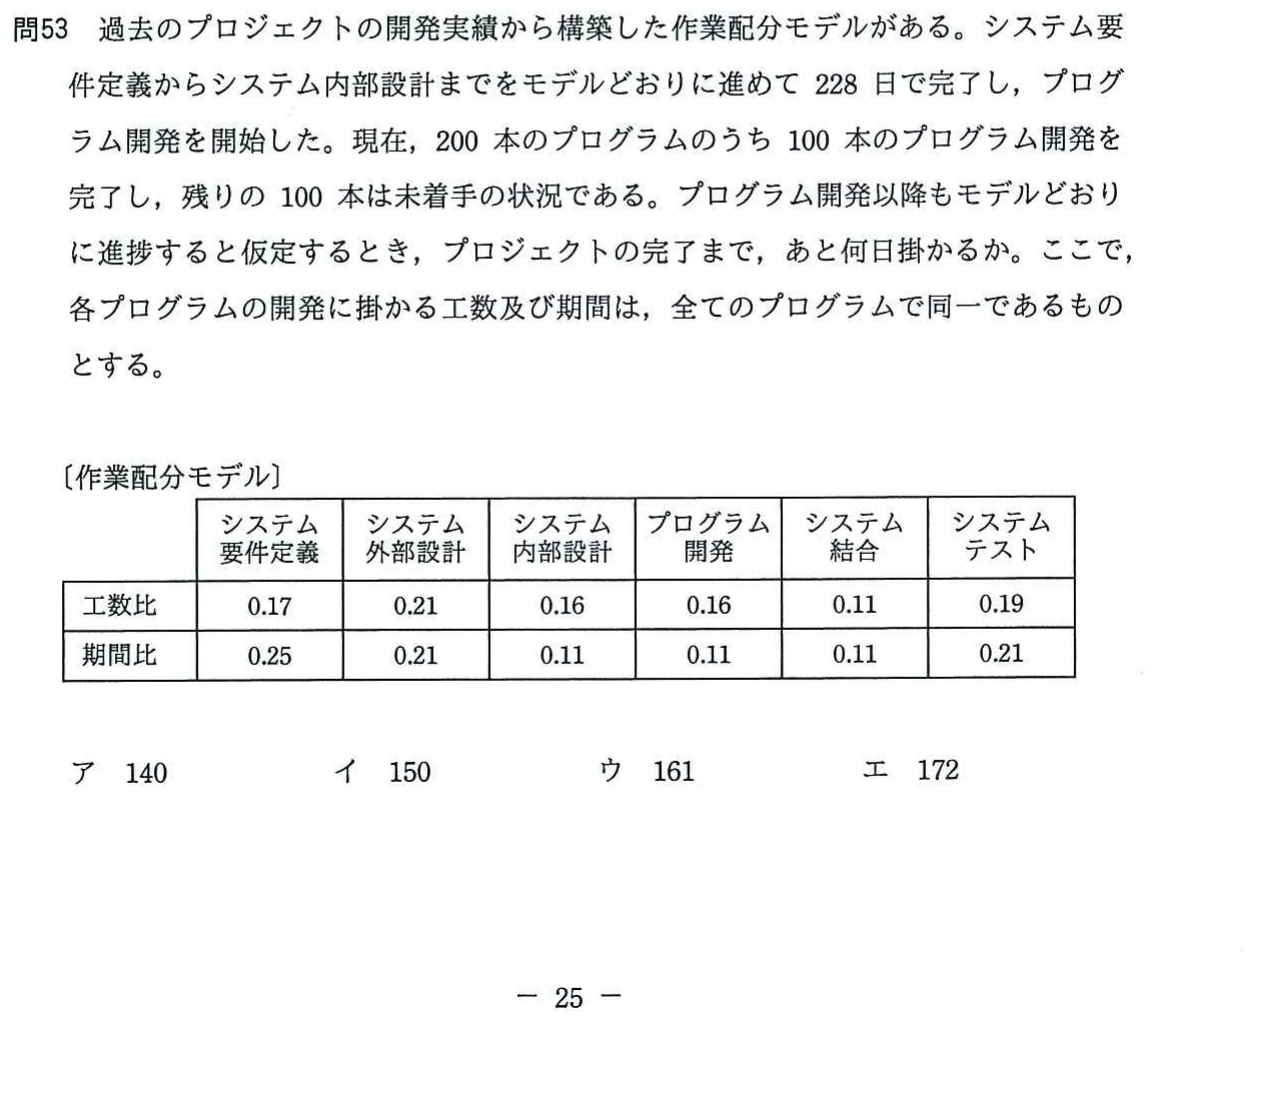 問53 過去のプロジェクトの開発実績から構築した作業配分モデルがある。システム要
件定義からシステム内部設計までをモデルどおりに進めて 228 日で完了し，プログ
ラム開発を開始した。現在，200 本のプログラムのうち 100 本のプログラム開発を
完了し，残りの 100 本は未着手の状況である。プログラム開発以降もモデルどおり
に進捗すると仮定するとき，プロジェクトの完了まで，あと何日掛かるか。ここで，
各プログラムの開発に掛かる工数及び期間は，全てのプログラムで同一であるもの
とする。
〔作業配分モデル〕
システム要件定義 システム外部設計 システム内部設計 プログラム開発 システム結合 システムテスト
工数比 0.17 0.21 0.16 0.16 0.11 0.19
期間比 0.25 0.21 0.11 0.11 0.11 0.21
ア 140 イ 150 ウ 161 エ 172
－ 25 －